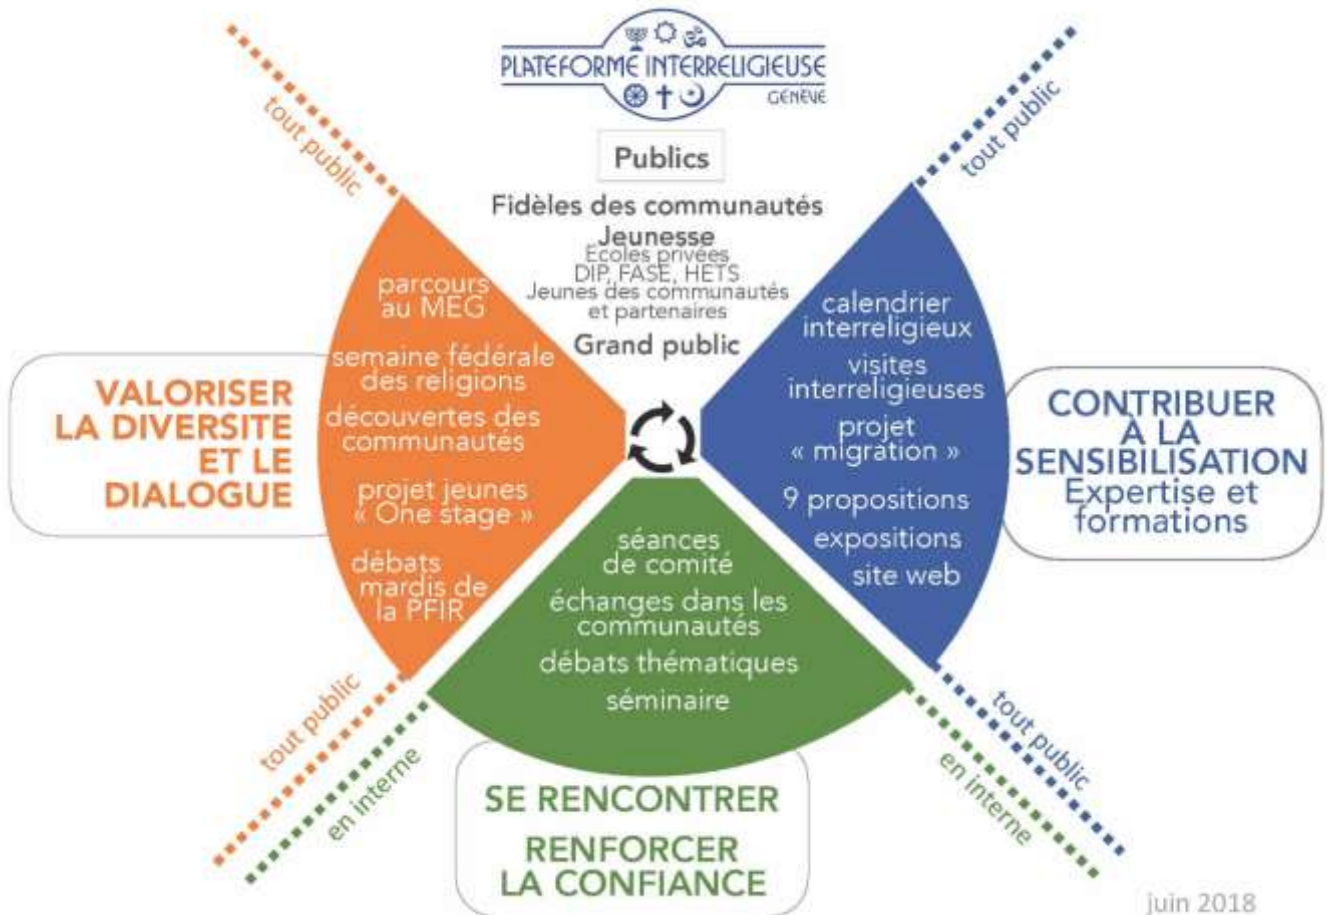 PLATEFORME INTERRELIGIEUSE
GENÈVE
Publics
Fidèles des communautés
Jeunesse
Ecoles privées
DIP, FASE, HETS
Jeunes des communautés
et partenaires
Grand public
tout public
tout public
parcours
au MEG
semaine fédérale
des religions
découvertes des
communautés
projet jeunes
« One stage »
débats
mardis de
la PFIR
VALORISER
LA DIVERSITE
ET LE
DIALOGUE
calendrier
interreligieux
visites
interreligieuses
projet
« migration »
9 propositions
expositions
site web
CONTRIBUER
À LA
SENSIBILISATION
Expertise et
formations
séances
de comité
échanges dans les
communautés
débats thématiques
séminaire
tout public
en interne
tout public
en interne
SE RENCONTRER
RENFORCER
LA CONFIANCE
juin 2018